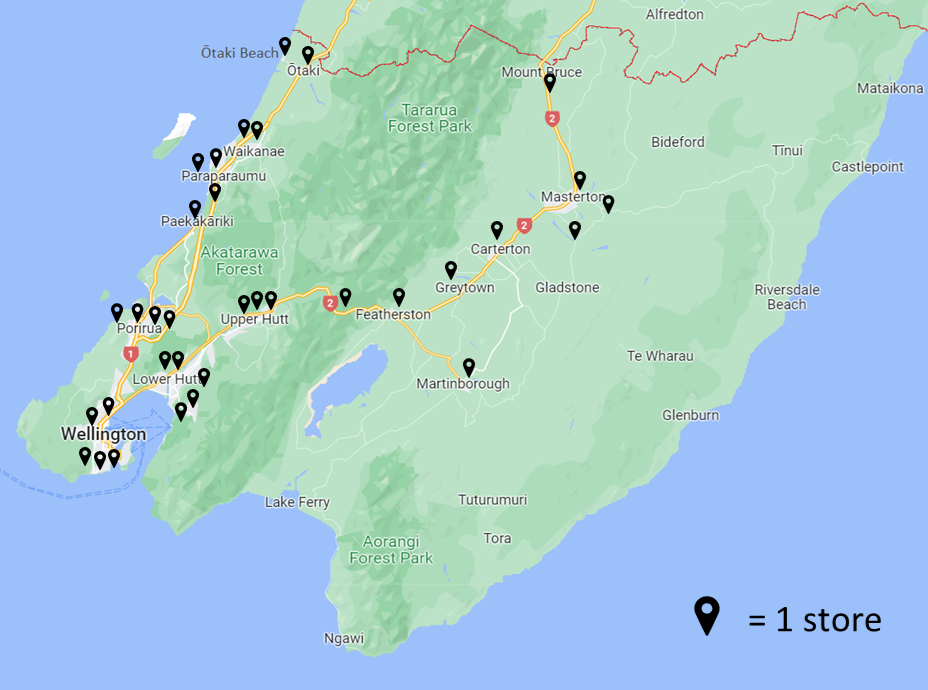 Alfredton
Ōtaki Beach
Ōtaki
Mount Bruce
Mataikona
Tararua
Forest Park
2
Bideford
Tīnui
Waikanae
Castlepoint
Paraparaumu
Masterton
Paekākāriki
2
Carterton
Akatarawa
Forest
Greytown
Gladstone
Riversdale
Beach
2
Upper Hutt
Featherston
Porirua
1
Te Wharau
Lower Hutt
Martinborough
Glenburn
Wellington
Lake Ferry
Tuturumuri
Tora
Aorangi
Forest Park
= 1 store
Ngawi